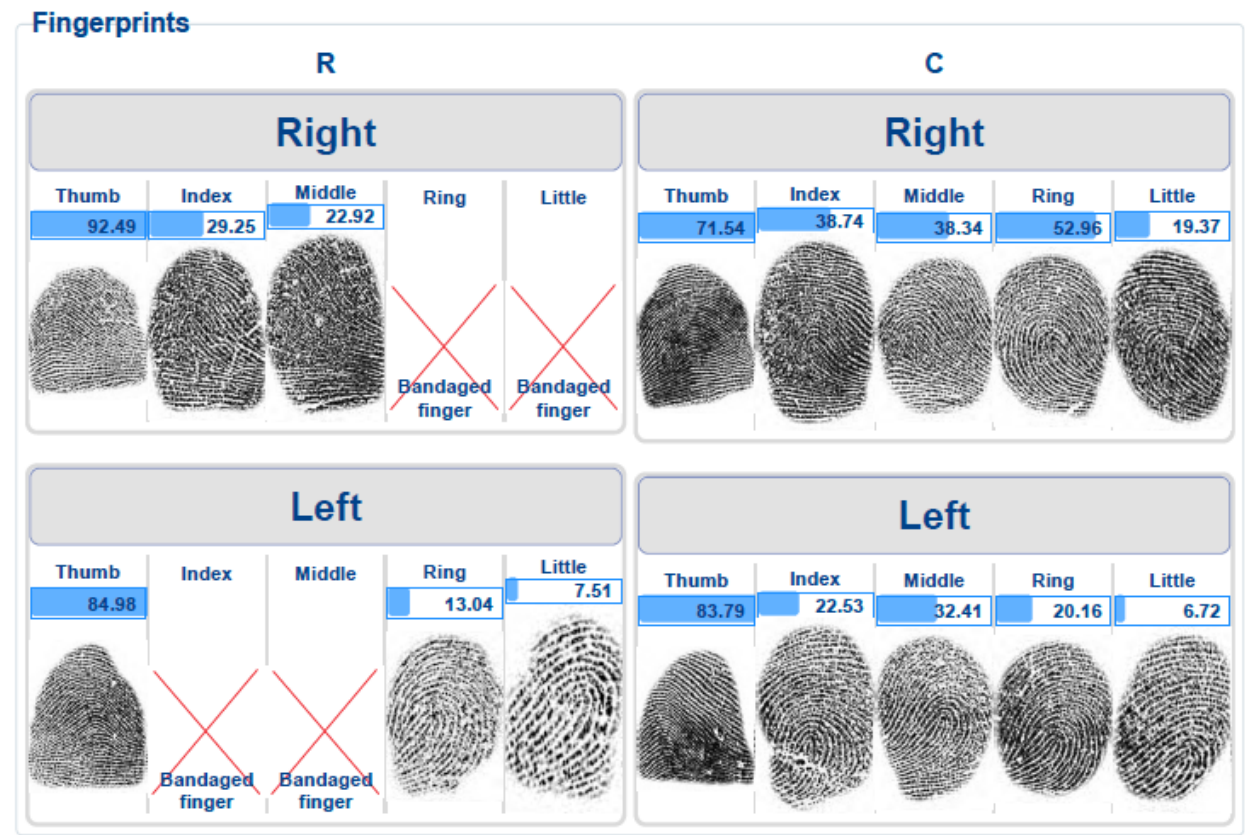 Fingerprints
R
Right
Thumb Index Middle Ring Little
92.49 29.25 22.92
Bandaged finger
Bandaged finger
Left
Thumb Index Middle Ring Little
84.98 13.04 7.51
Bandaged finger
Bandaged finger
C
Right
Thumb Index Middle Ring Little
71.54 38.74 38.34 52.96 19.37
Left
Thumb Index Middle Ring Little
83.79 22.53 32.41 20.16 6.72